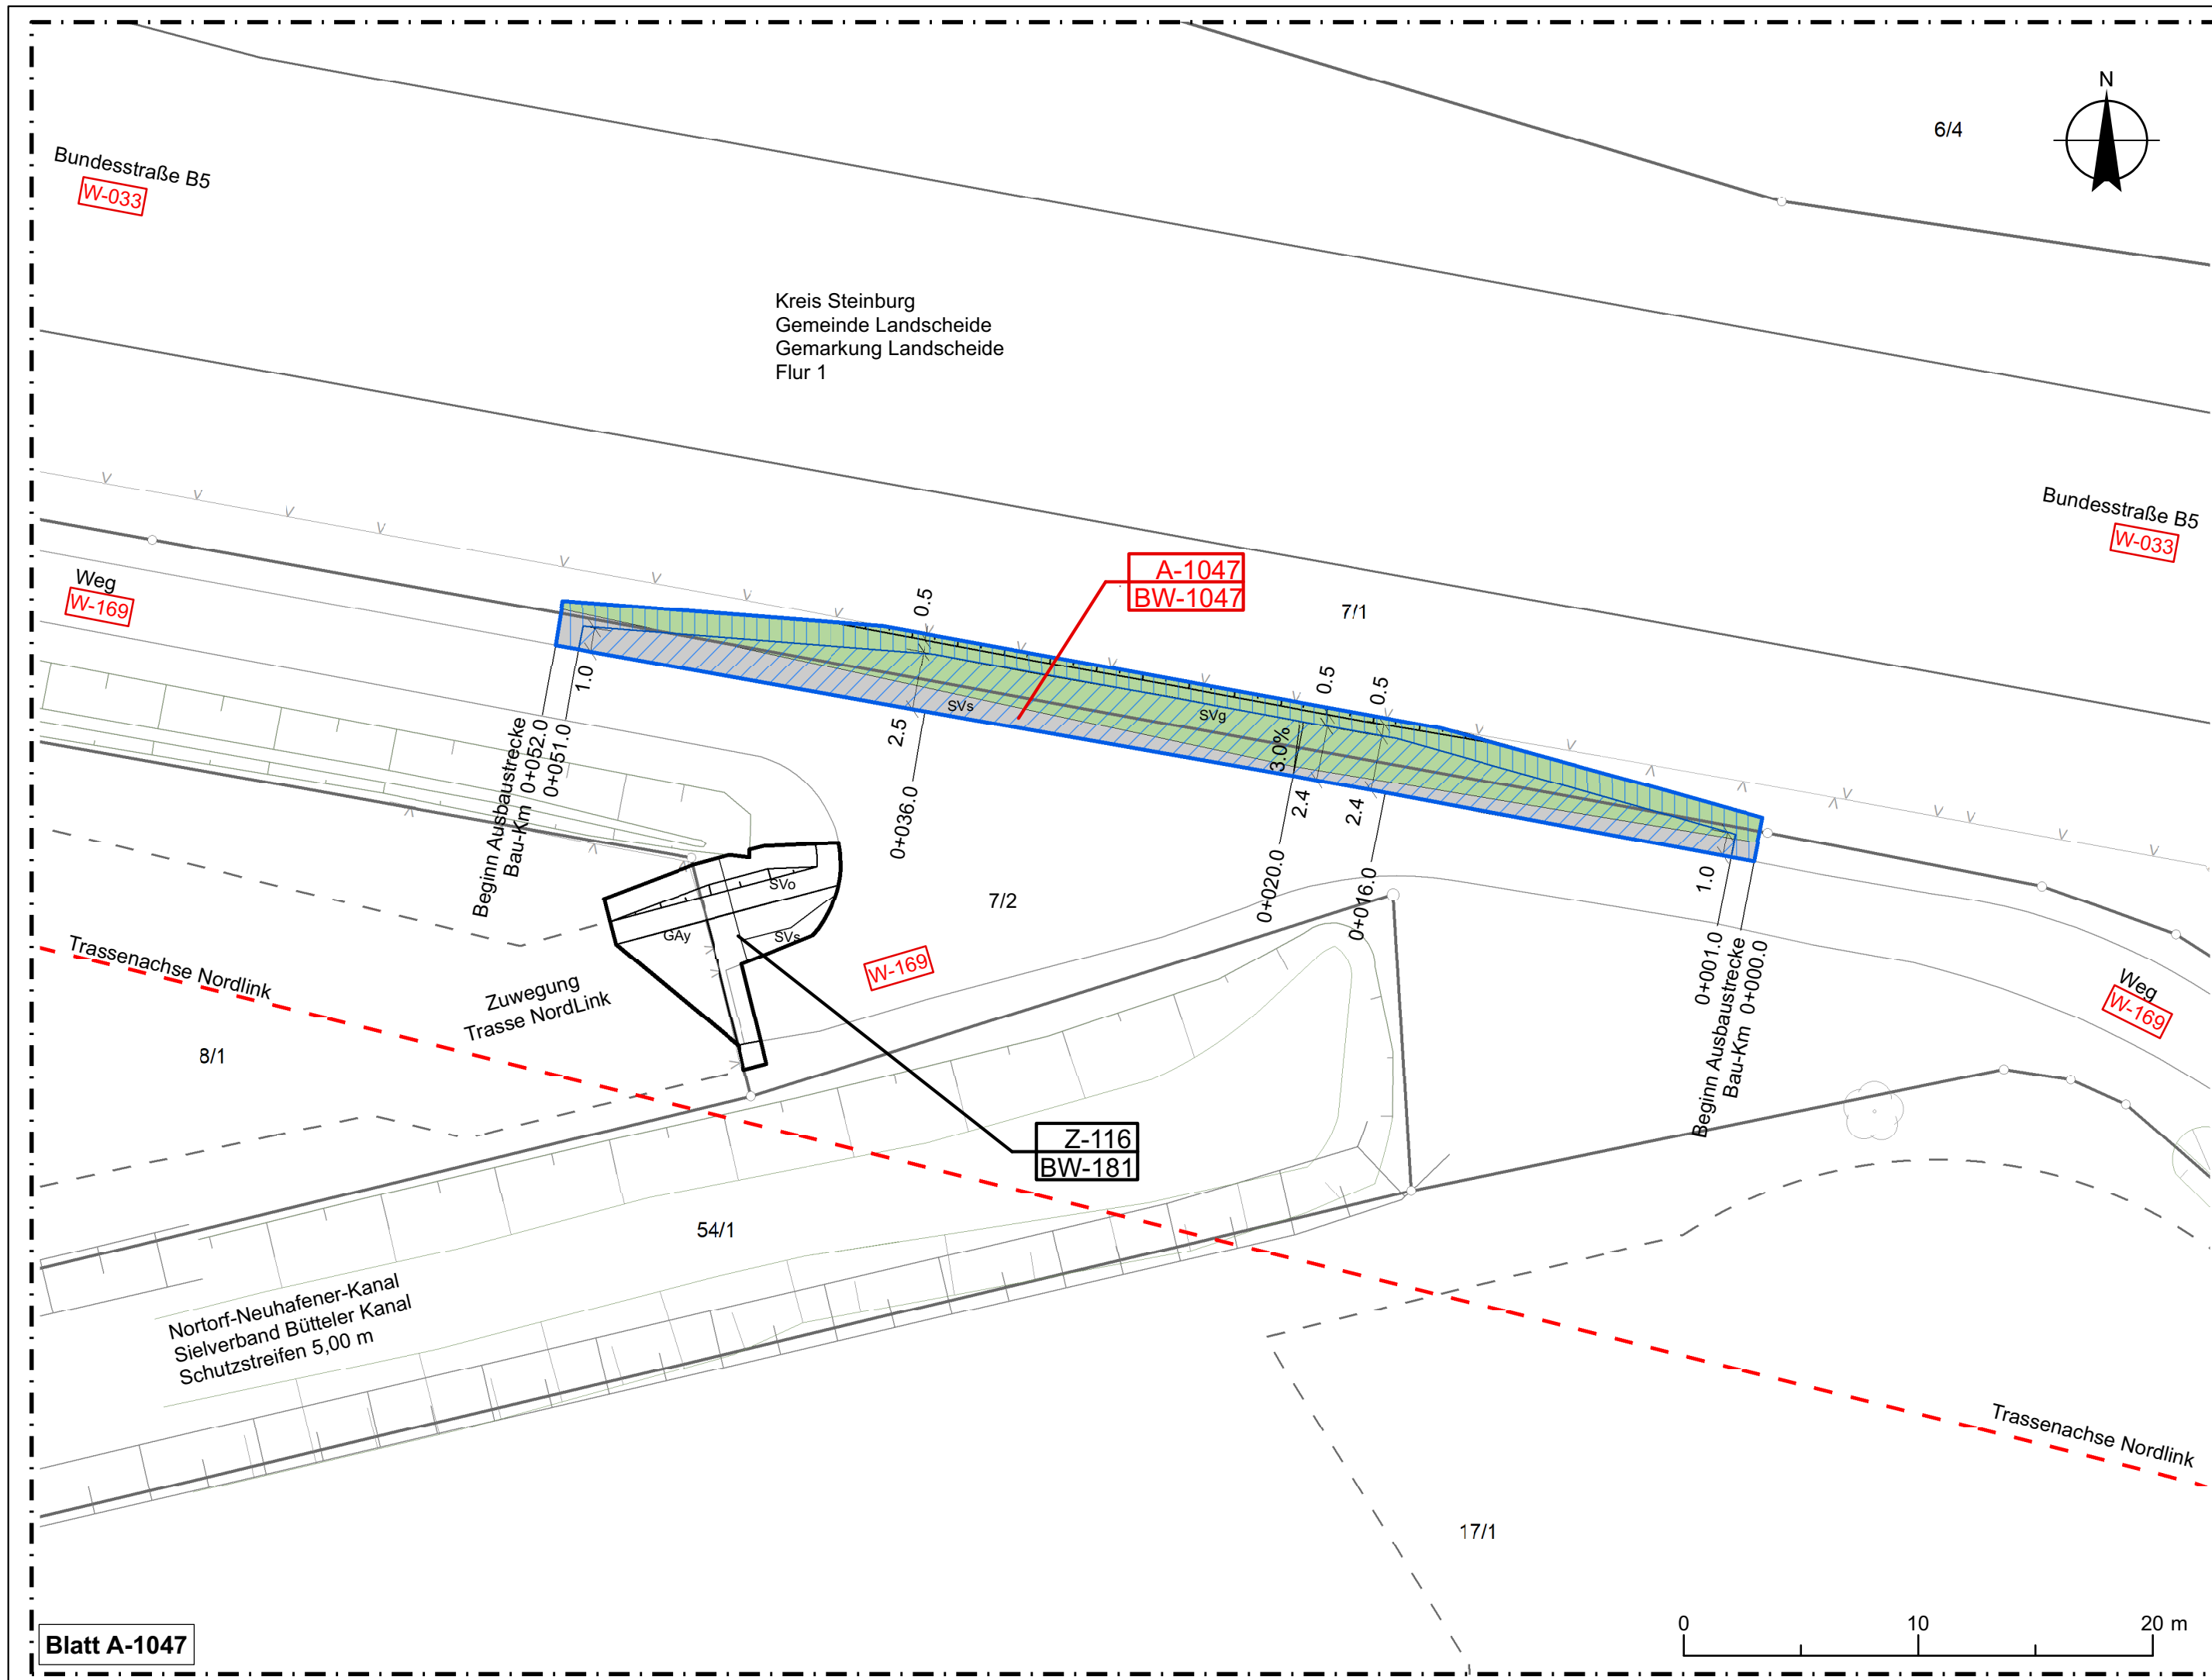 N
6/4
Bundesstraße B5
W-033
Kreis Steinburg
Gemeinde Landscheide
Gemarkung Landscheide
Flur 1
Bundesstraße B5
W-033
A-1047
BW-1047
7/1
Weg
W-169
0.5
0.5
0.5
1.0
SVs
SVg
2.5
3.0%
2.4
2.4
Beginn Ausbaustrecke
Bau-Km 0+052.0
0+051.0
0+036.0
0+020.0
0+016.0
1.0
0+001.0
Beginn Ausbaustrecke
Bau-Km 0+000.0
SVo
GAy
SVs
7/2
W-169
Weg
W-169
Trassenachse Nordlink
Zuwegung
Trasse NordLink
8/1
Z-116
BW-181
54/1
Nortorf-Neuhafener-Kanal
Sielverband Bütteler Kanal
Schutzstreifen 5,00 m
Trassenachse Nordlink
17/1
0 10 20 m
Blatt A-1047